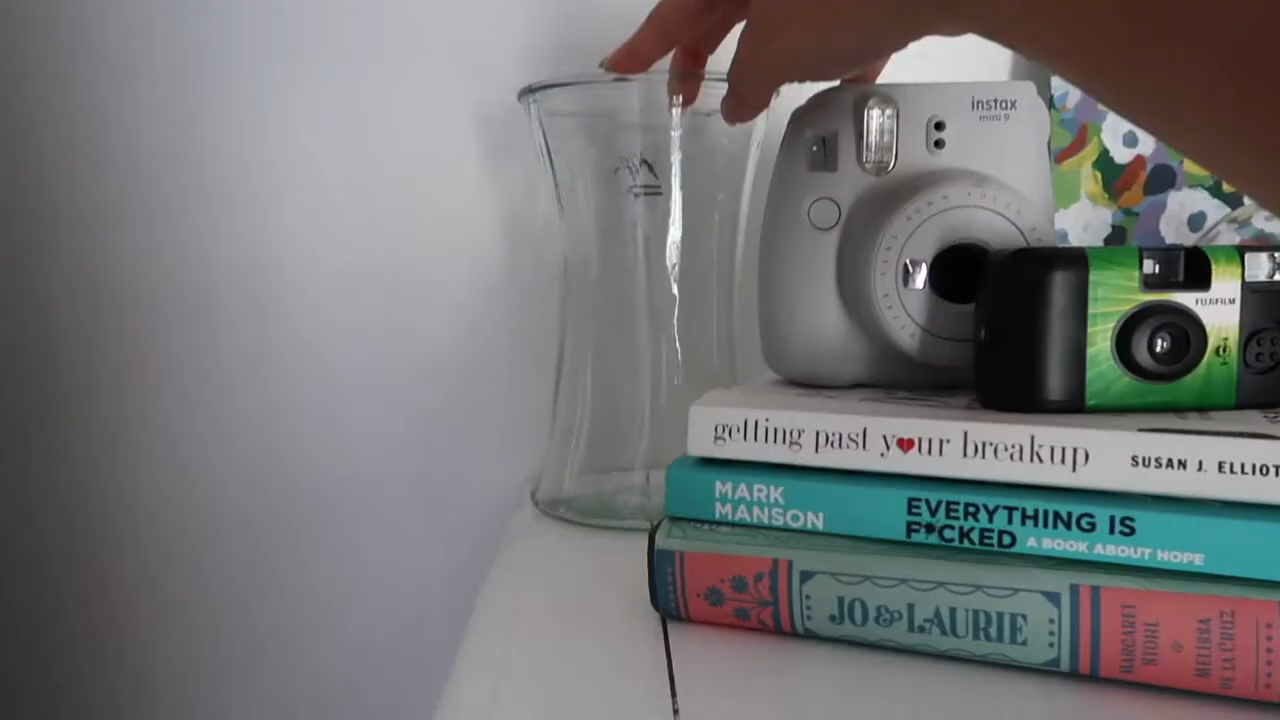 instax
mini 9
FUJIFILM
getting past your breakup
SUSAN J. ELLIOT
MARK
MANSON
EVERYTHING IS
F*CKED A BOOK ABOUT HOPE
JO & LAURIE
MARGARET
STOHL
&
MELISSA
DE LA CRUZ